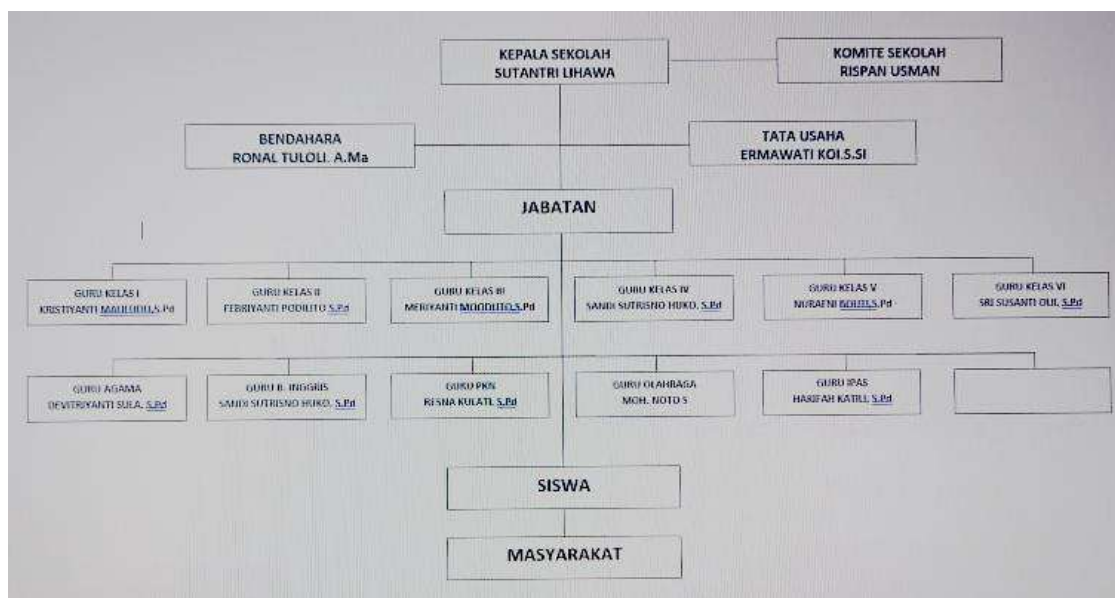 KEPALA SEKOLAH
SUTANTRI LIHAWA
KOMITE SEKOLAH
RISPAN USMAN
BENDAHARA
RONAL TULOLI. A.Ma
TATA USAHA
ERMAWATI KOI.S.SI
JABATAN
GURU KELAS I
KRISTIYANTI S.Pd
GURU KELAS II
FEBRIYANTI PODILITO S.Pd
GURU KELAS III
MERIYANTI MOODUTO,S.Pd
GURU KELAS IV
SANDI SUTRISNO HUKO, S.Pd
GURU KELAS V
NURAENI S.Pd
GURU KELAS VI
SRI SUSANTI OLII, S.Pd
GURU AGAMA
DEVITRIYANTI SULA, S.Pd
GURU B. INGGRIS
SANDI SUTRISNO HUKO, S.Pd
GURU PKN
RESNA KULATI, S.Pd
GURU OLAHRAGA
MOH. NOTO S
GURU IPAS
HARIFAH KATILI, S.Pd
SISWA
MASYARAKAT